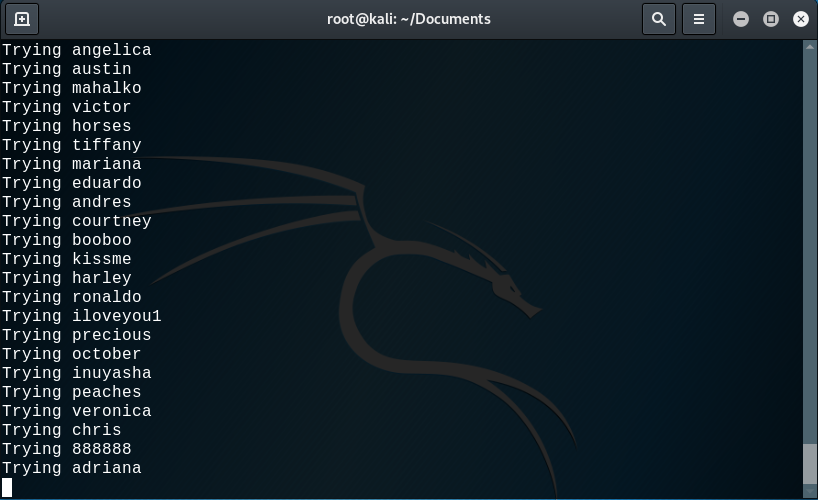 root@kali: ~/Documents
Trying angelica
Trying austin
Trying mahalko
Trying victor
Trying horses
Trying tiffany
Trying mariana
Trying eduardo
Trying andres
Trying courtney
Trying booboo
Trying kissme
Trying harley
Trying ronaldo
Trying iloveyou1
Trying precious
Trying october
Trying inuyasha
Trying peaches
Trying veronica
Trying chris
Trying 888888
Trying adriana